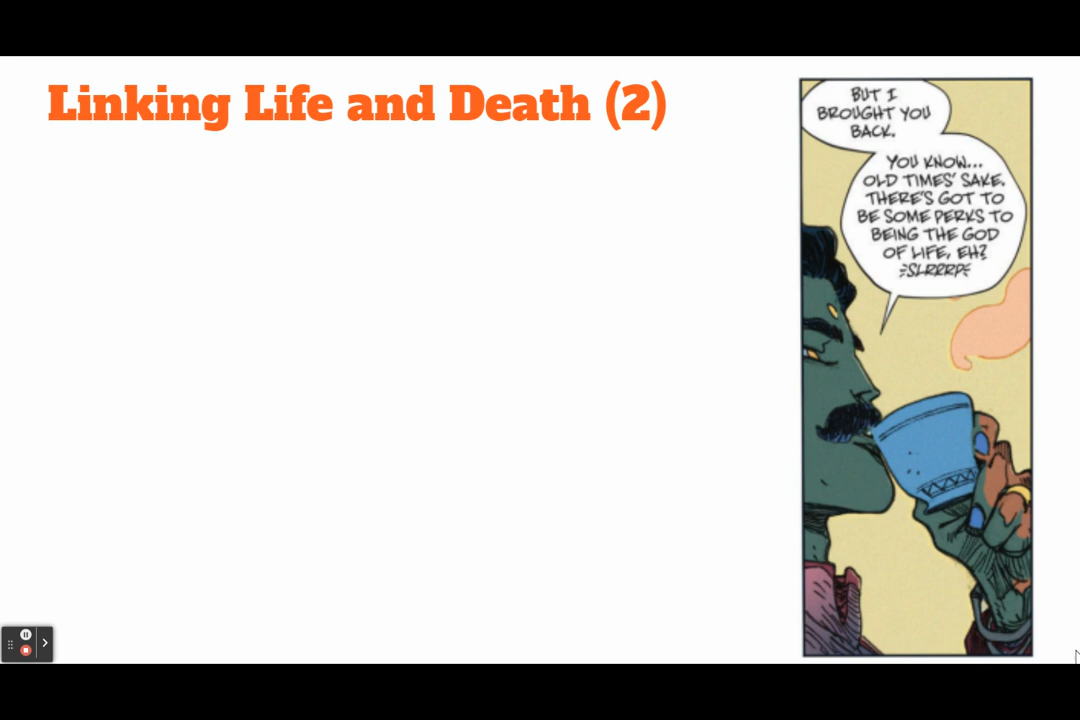 Linking Life and Death (2)
BUT I
BROUGHT YOU
BACK.
YOU KNOW...
OLD TIMES' SAKE.
THERE'S GOT TO
BE SOME PERKS TO
BEING THE GOD
OF LIFE, EH?
SLRRRP